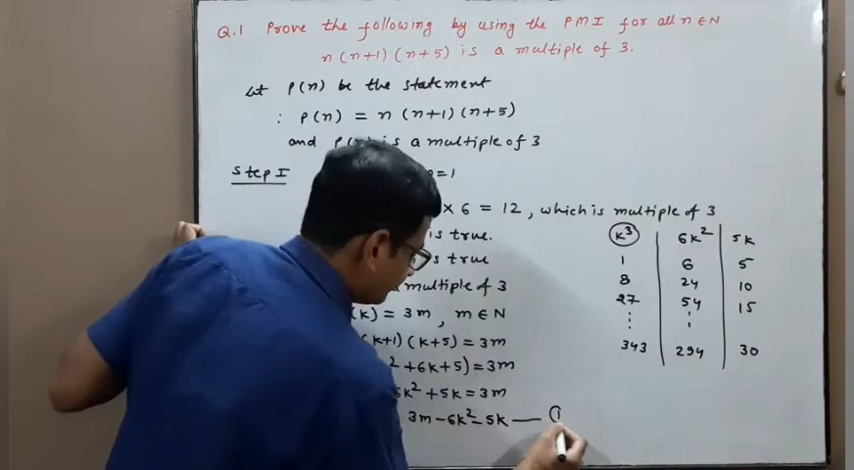 Q.1 Prove the following by using the PMI for all n ∈ N
n(n+1)(n+5) is a multiple of 3.
Let P(n) be the statement
: P(n) = n(n+1)(n+5)
and is a multiple of 3
Step I =1
× 6 = 12, which is multiple of 3
is true.
is true
a multiple of 3
(k) = 3m, m ∈ N
k+1)(k+5) = 3m
²+6k+5) = 3m
6k²+5k = 3m
3m-6k²-5k — ①
k³ 6k² 5k
1 6 5
8 24 10
27 54 15
⋮ ⋮
343 294 30